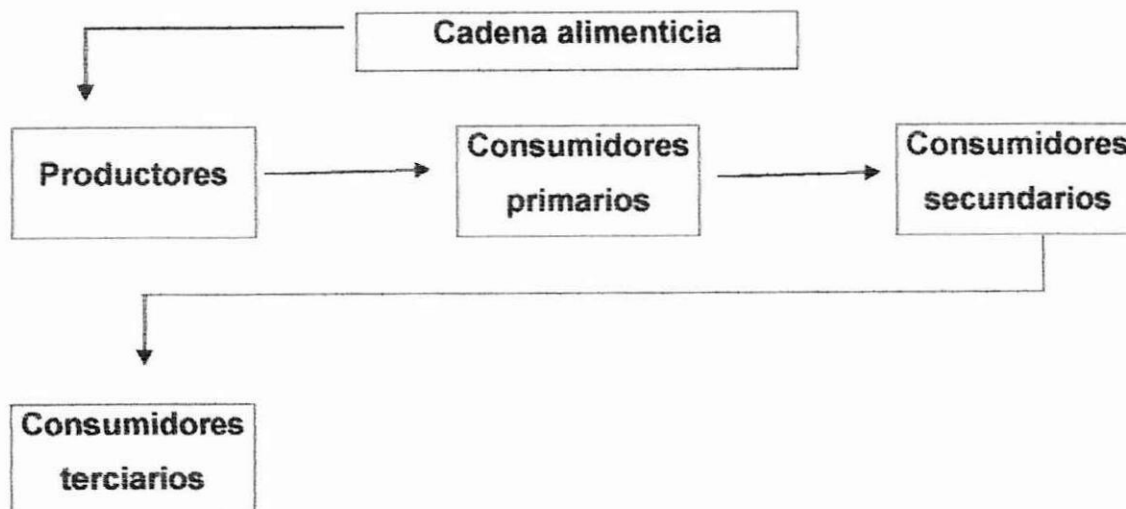 Cadena alimenticia
Productores
Consumidores
primarios
Consumidores
secundarios
Consumidores
terciarios